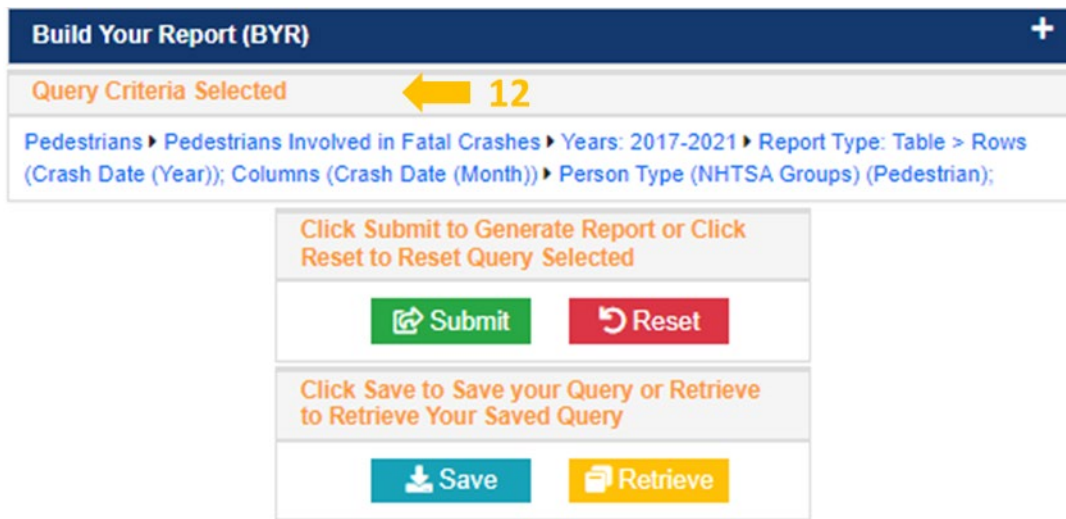 Build Your Report (BYR) +
Query Criteria Selected 12
Pedestrians ▸ Pedestrians Involved in Fatal Crashes ▸ Years: 2017-2021 ▸ Report Type: Table > Rows
(Crash Date (Year)); Columns (Crash Date (Month)) ▸ Person Type (NHTSA Groups) (Pedestrian);
Click Submit to Generate Report or Click
Reset to Reset Query Selected
Submit Reset
Click Save to Save your Query or Retrieve
to Retrieve Your Saved Query
Save Retrieve